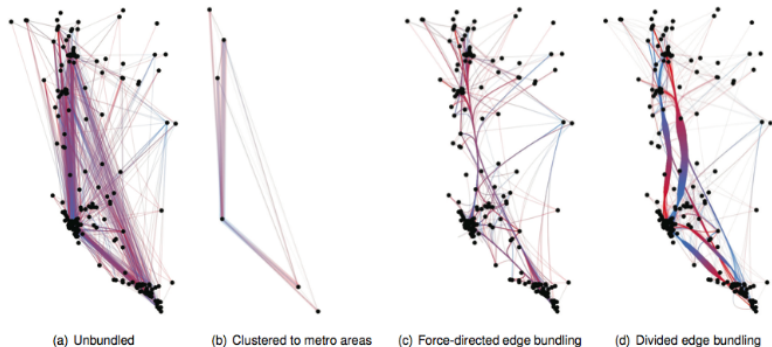 (a) Unbundled
(b) Clustered to metro areas
(c) Force-directed edge bundling
(d) Divided edge bundling